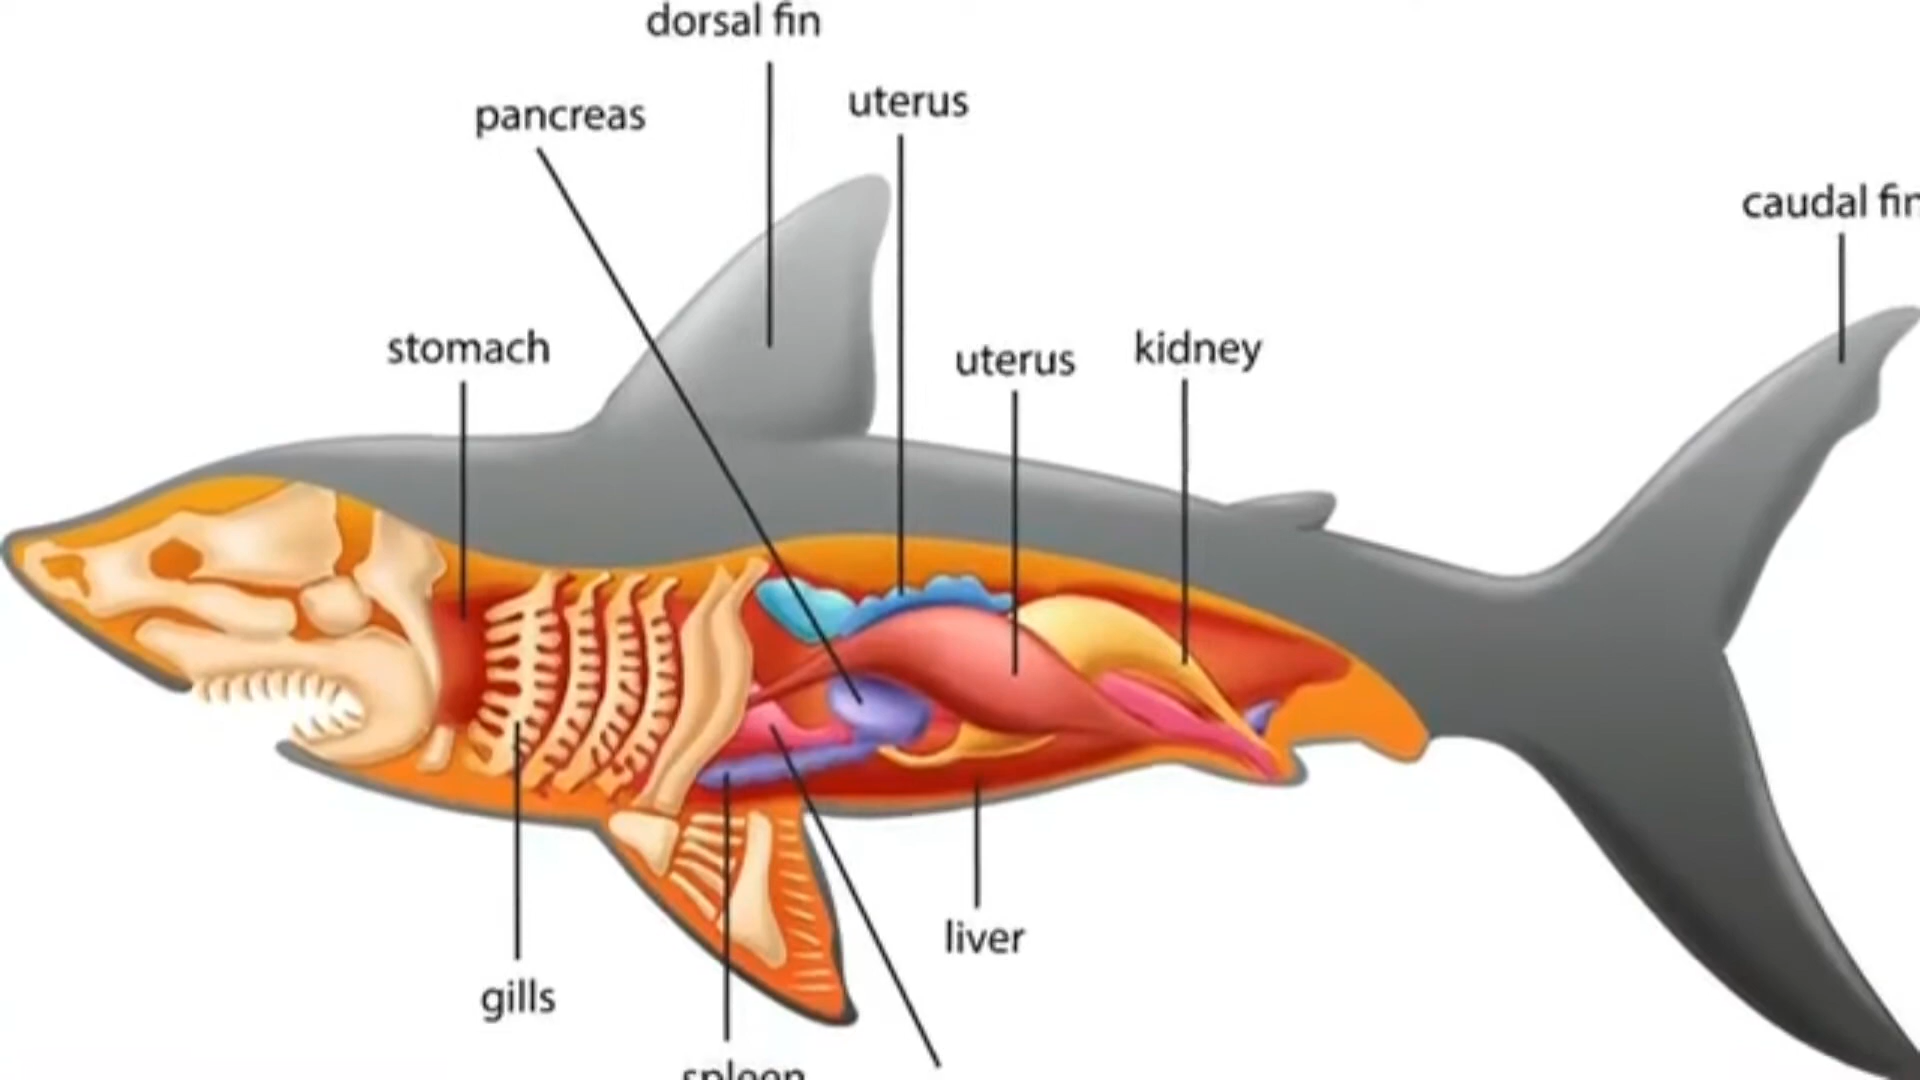 dorsal fin
pancreas
uterus
caudal fin
stomach
uterus
kidney
liver
gills
spleen